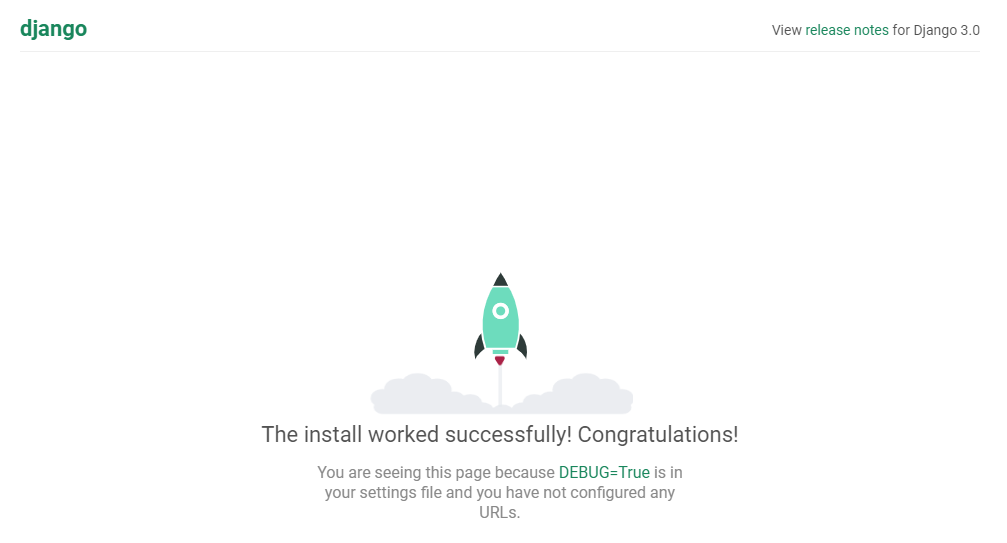 django
View release notes for Django 3.0
The install worked successfully! Congratulations!
You are seeing this page because DEBUG=True is in
your settings file and you have not configured any
URLs.